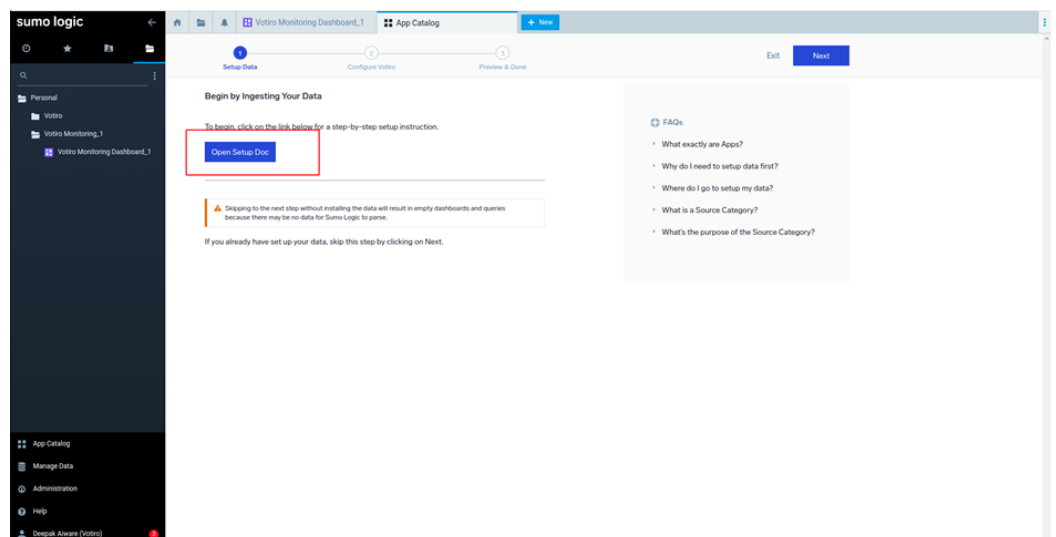 sumo logic
Votiro Monitoring Dashboard_1
App Catalog
+ New
1
2
3
Setup Data
Configure Votiro
Preview & Done
Exit
Next
Personal
Votiro
Votiro Monitoring_1
Votiro Monitoring Dashboard_1
Begin by Ingesting Your Data
To begin, click on the link below for a step-by-step setup instruction.
Open Setup Doc
Skipping to the next step without installing the data will result in empty dashboards and queries
because there may be no data for Sumo Logic to parse.
If you already have set up your data, skip this step by clicking on Next.
FAQs
What exactly are Apps?
Why do I need to setup data first?
Where do I go to setup my data?
What is a Source Category?
What's the purpose of the Source Category?
App Catalog
Manage Data
Administration
Help
Deepak Aiware (Votiro)